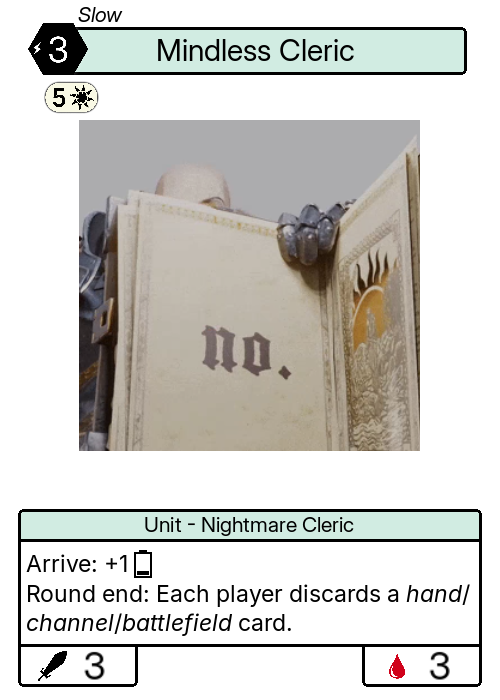 Slow
3
Mindless Cleric
5
no.
Unit - Nightmare Cleric
Arrive: +1
Round end: Each player discards a hand/
channel/battlefield card.
3
3